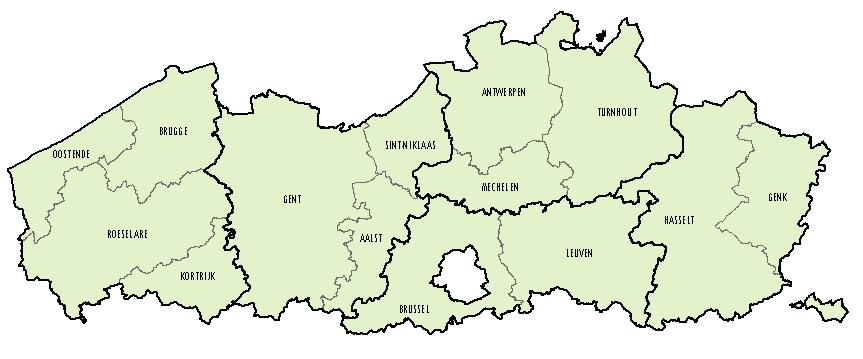 ANTWERPEN
TURNHOUT
BRUGGE
SINTNIKLAAS
OOSTENDE
MECHELEN
GENT
GENK
HASSELT
ROESELARE
AALST
LEUVEN
KORTRIJK
BRUSSEL